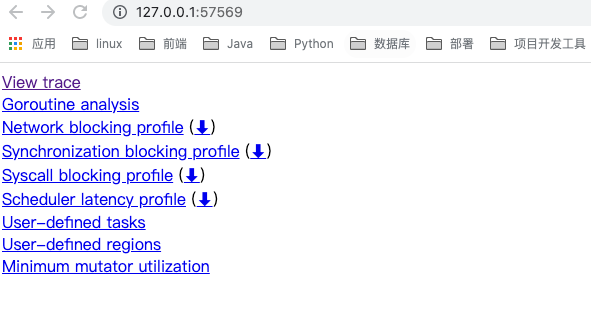 127.0.0.1:57569
应用 linux 前端 Java Python 数据库 部署 项目开发工具
View trace
Goroutine analysis
Network blocking profile (⬇)
Synchronization blocking profile (⬇)
Syscall blocking profile (⬇)
Scheduler latency profile (⬇)
User-defined tasks
User-defined regions
Minimum mutator utilization